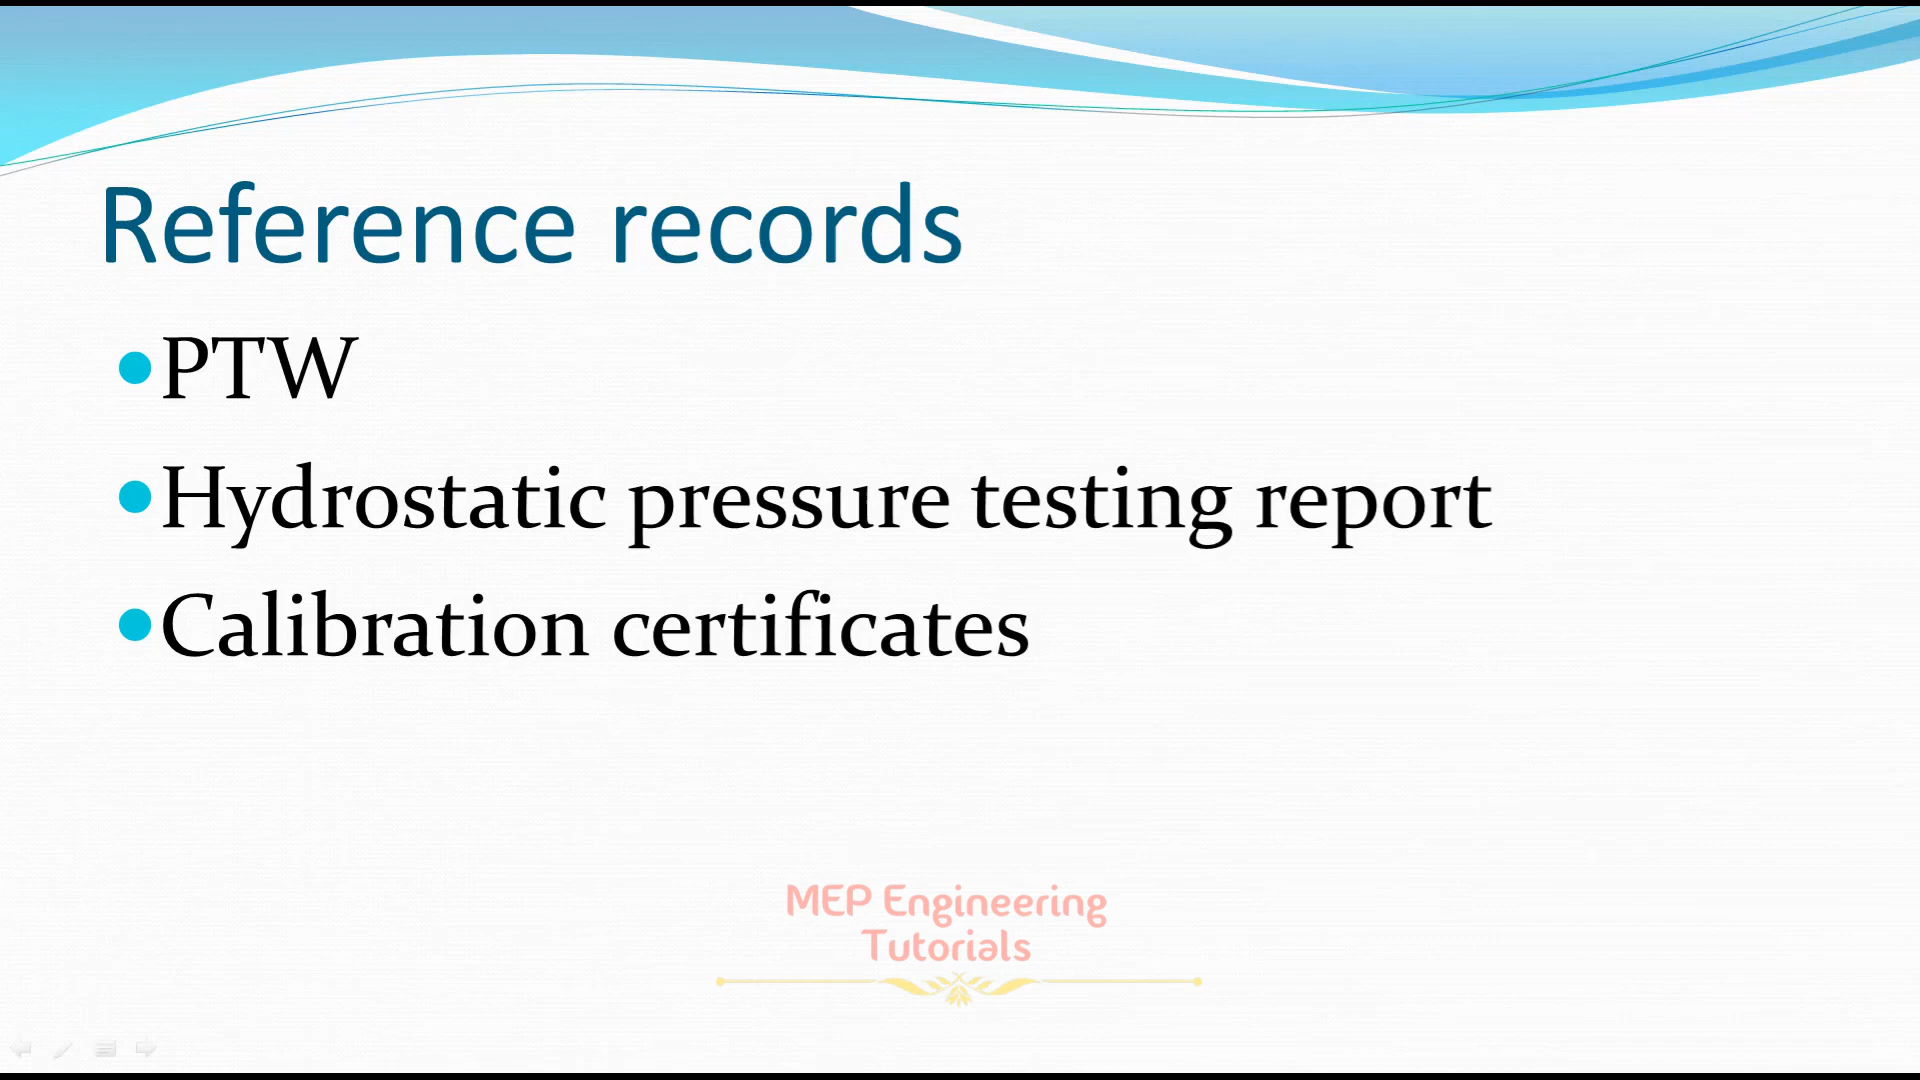 Reference records
•PTW
•Hydrostatic pressure testing report
•Calibration certificates
MEP Engineering
Tutorials